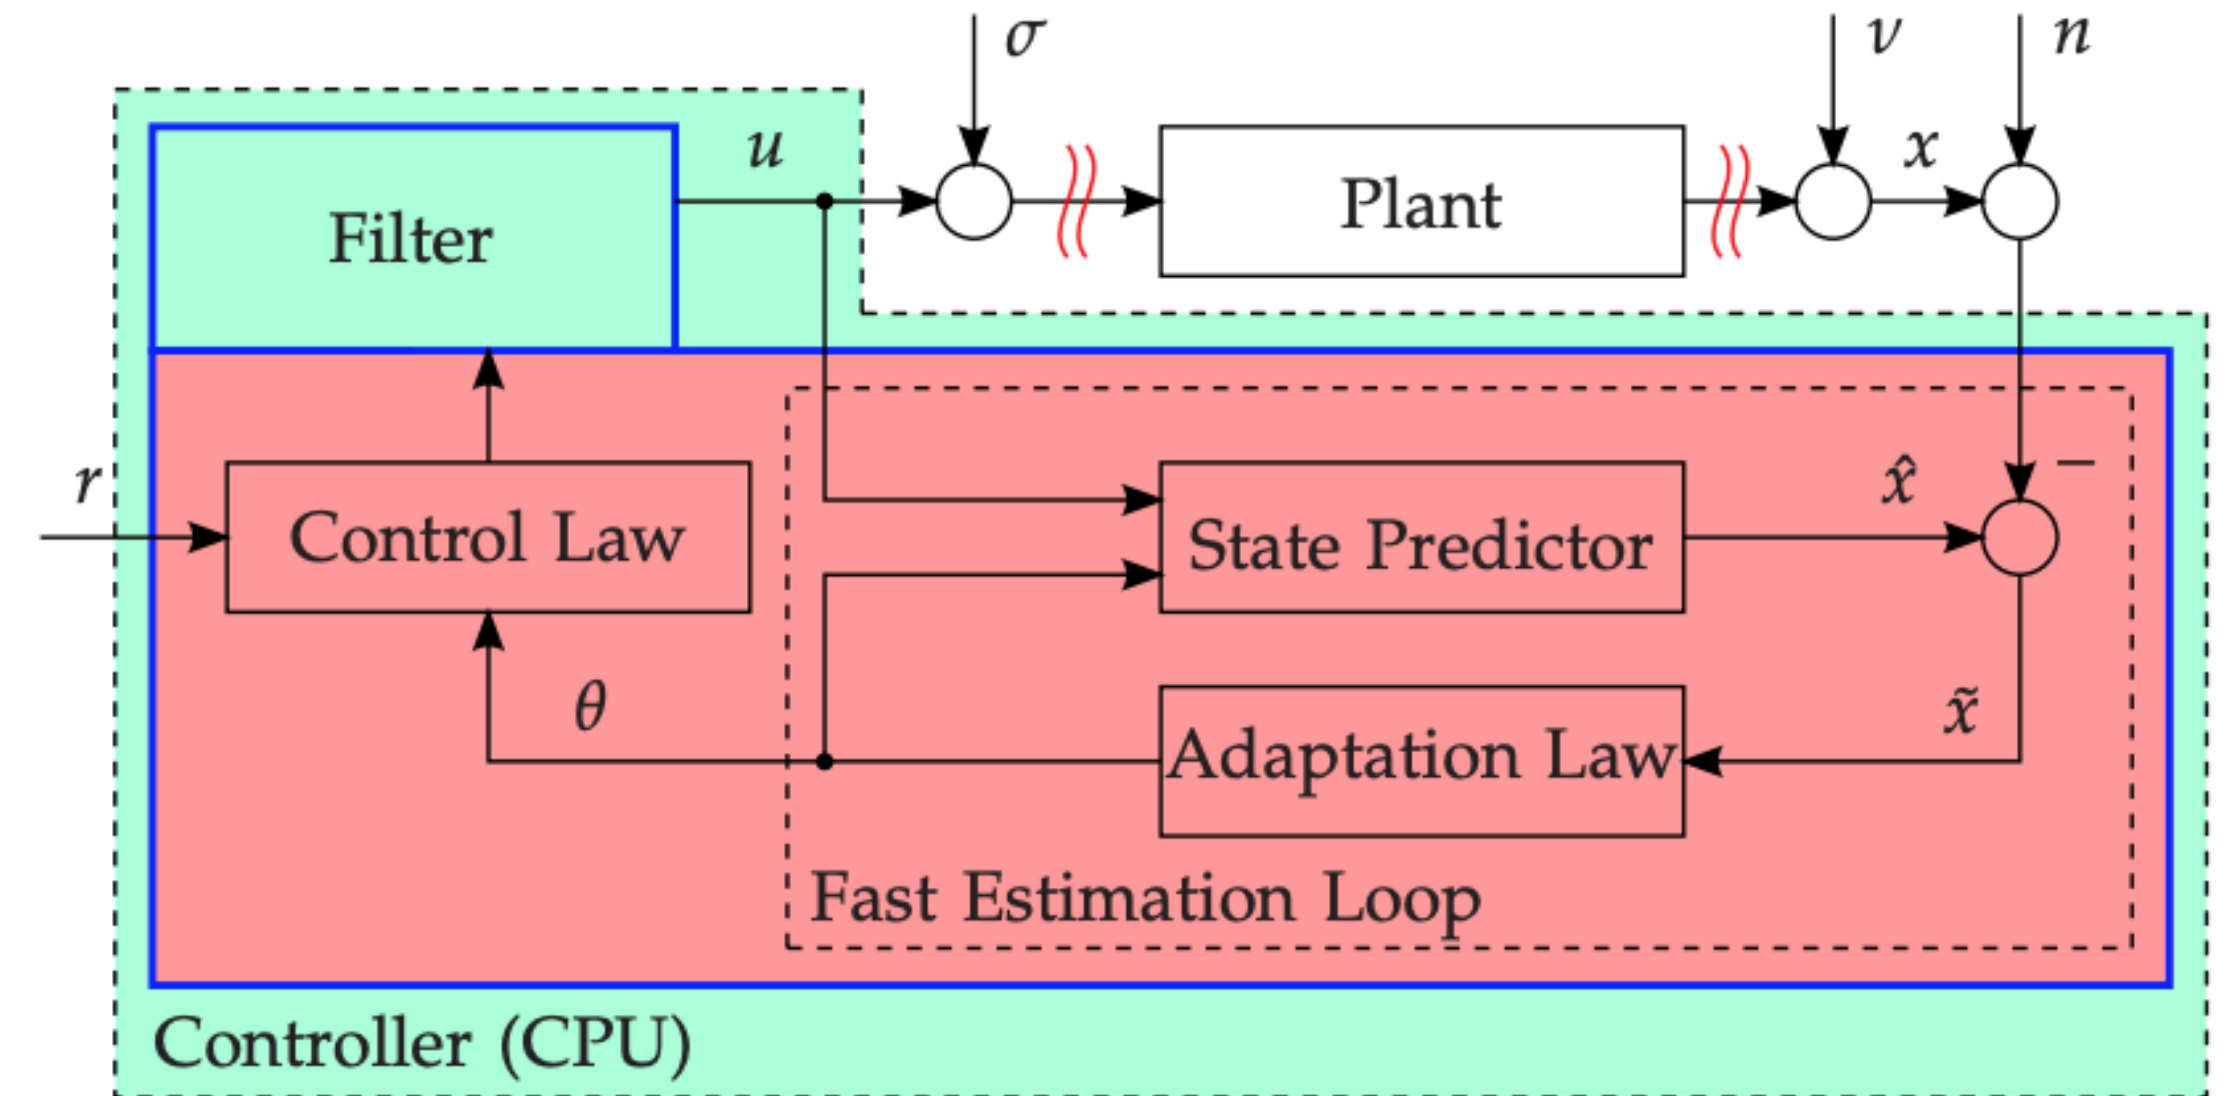 σ
ν
n
u
x
Filter
Plant
r
Control Law
State Predictor
x̂
−
θ
Adaptation Law
x̃
Fast Estimation Loop
Controller (CPU)